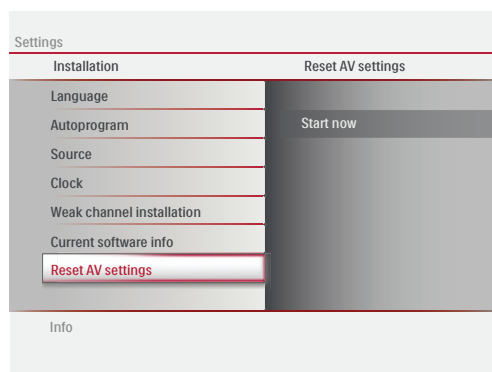 Settings
Installation
Reset AV settings
Language
Autoprogram
Start now
Source
Clock
Weak channel installation
Current software info
Reset AV settings
Info